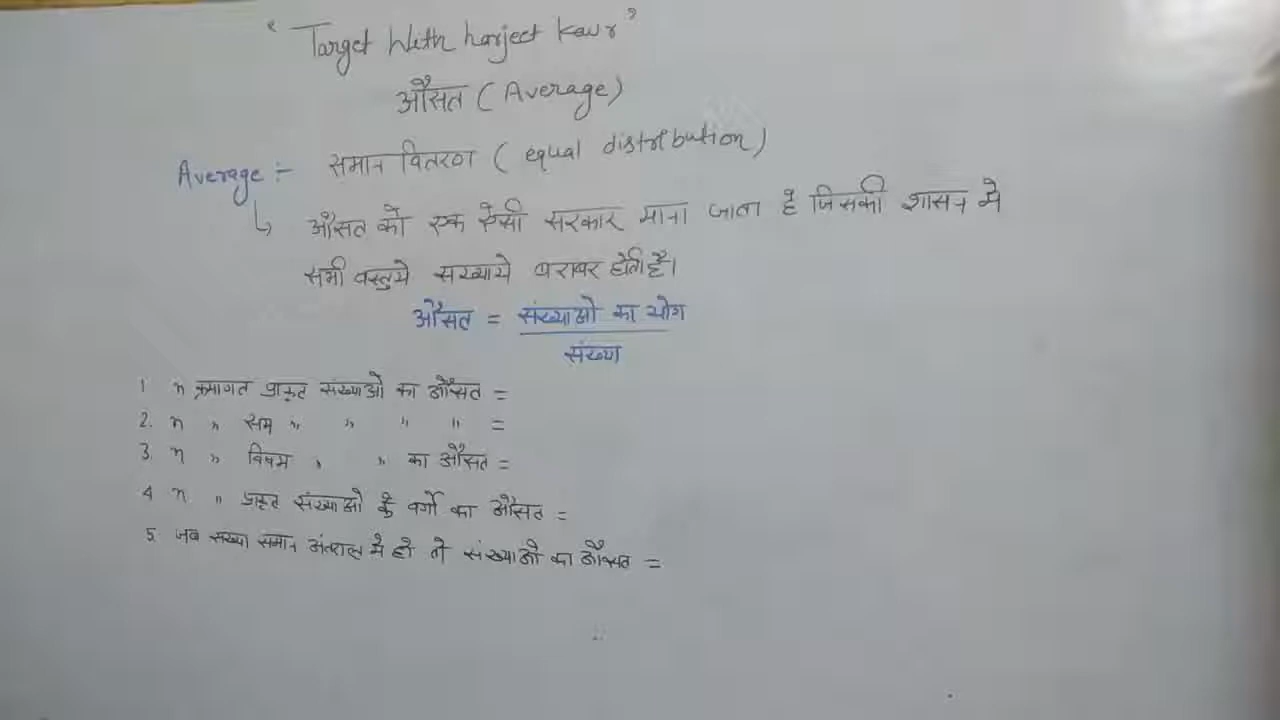 "Target With harjeet Kaur"
औसत (Average)
Average :- समान वितरण (equal distribution)
↳ औसत को एक ऐसी सरकार माना जाता है जिसकी शासन मे
सभी वस्तुये सख्याये बराबर होती है।
औसत = संख्याओ का योग
संख्या
1 n क्रमागत प्राकृत संख्याओ का औसत =
2. n " सम " " " " =
3. n " विषम " " का औसत =
4 n " प्राकृत संख्याओ के वर्गो का औसत =
5. जब सख्या समान अंतराल मे हो तो संख्याओ का औसत =